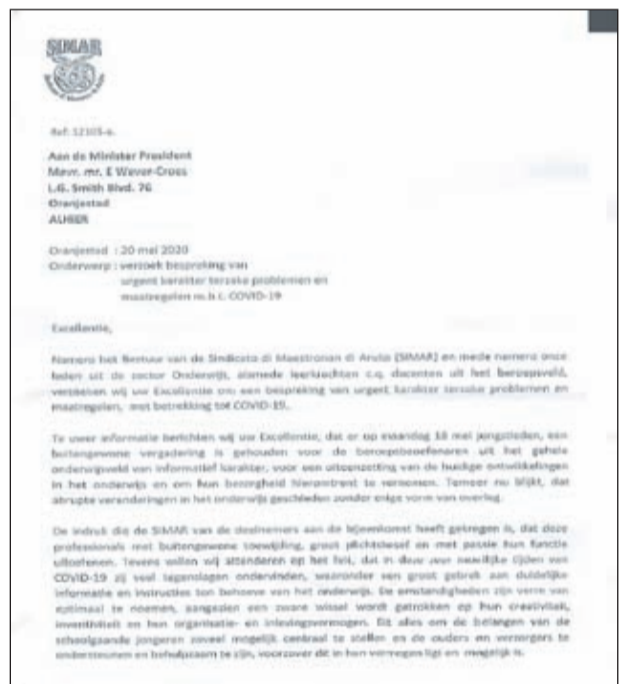 SIMAR
Ref: 12105-a.
Aan de Minister President
Mevr. mr. E Wever-Croes
L.G. Smith Blvd. 76
Oranjestad
ALHIER
Oranjestad : 20 mei 2020
Onderwerp : verzoek bespreking van
urgent karakter terzake problemen en
maatregelen m.b.t. COVID-19
Excellentie,
Namens het Bestuur van de Sindicato di Maestronan di Aruba (SIMAR) en mede namens onze
leden uit de sector Onderwijs, alsmede leerkrachten c.q. docenten uit het beroepsveld,
verzoeken wij uw Excellentie om een bespreking van urgent karakter terzake problemen en
maatregelen, met betrekking tot COVID-19.
Te uwer informatie berichten wij uw Excellentie, dat er op maandag 18 mei jongstleden, een
buitengewone vergadering is gehouden voor de beroepsbeoefenaren uit het gehele
onderwijsveld van informatief karakter, voor een uiteenzetting van de huidige ontwikkelingen
in het onderwijs en om hun bezorgheid hieromtrent te vernemen. Temeer nu blijkt, dat
abrupte veranderingen in het onderwijs geschieden zonder enige vorm van overleg.
De indruk die de SIMAR van de deelnemers aan de bijeenkomst heeft gekregen is, dat deze
professionals met buitengewone toewijding, groot plichtsbesef en met passie hun functie
uitoefenen. Tevens willen wij attenderen op het feit, dat in deze zeer moeilijke tijden van
COVID-19 zij veel tegenslagen ondervinden, waaronder een groot gebrek aan duidelijke
informatie en instructies ten behoeve van het onderwijs. De omstandigheden zijn verre van
optimaal te noemen, aangezien een zware wissel wordt getrokken op hun creativiteit,
inventiviteit en hun organisatie- en inlevingsvermogen. Dit alles om de belangen van de
schoolgaande jongeren zoveel mogelijk centraal te stellen en de ouders en verzorgers te
ondersteunen en behulpzaam te zijn, voorzover dit in hun vermogen ligt en mogelijk is.